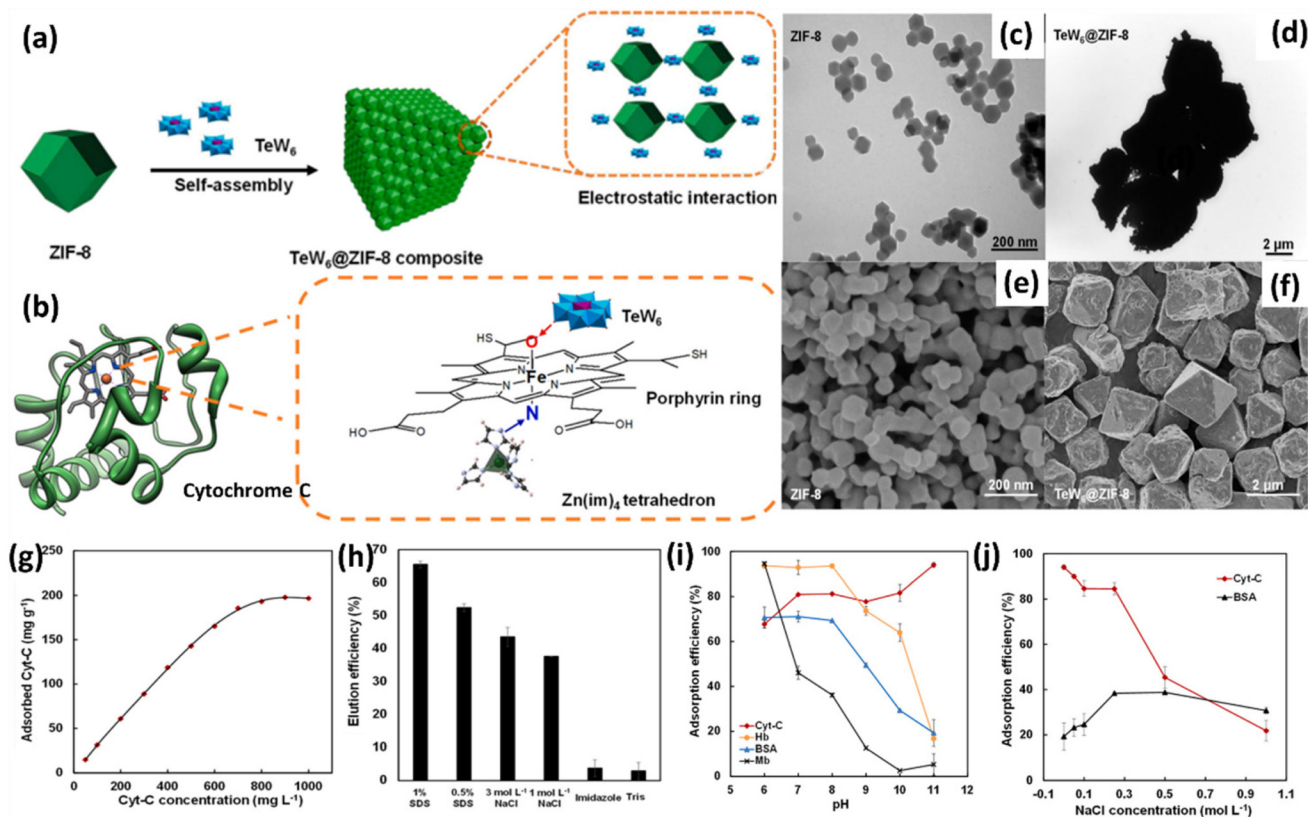 (a)
ZIF-8
TeW6
Self-assembly
TeW6@ZIF-8 composite
Electrostatic interaction
(b)
Cytochrome C
TeW6
O
SH
SH
N
N
N
N
Fe
Porphyrin ring
N
HO
O
O
OH
Zn(im)4 tetrahedron
(c)
ZIF-8
200 nm
(d)
TeW6@ZIF-8
2 µm
(e)
ZIF-8
200 nm
(f)
TeW6@ZIF-8
2 µm
(g)
Adsorbed Cyt-C (mg g-1)
250
200
150
100
50
0
0 200 400 600 800 1000
Cyt-C concentration (mg L-1)
(h)
Elution efficiency (%)
70
60
50
40
30
20
10
0
1% SDS
0.5% SDS
3 mol L-1 NaCl
1 mol L-1 NaCl
Imidazole
Tris
(i)
Adsorption efficiency (%)
100
80
60
40
20
0
Cyt-C
Hb
BSA
Mb
5 6 7 8 9 10 11 12
pH
(j)
Adsorption efficiency (%)
100
80
60
40
20
0
Cyt-C
BSA
-0.1 0.1 0.3 0.5 0.7 0.9 1.1
NaCl concentration (mol L-1)